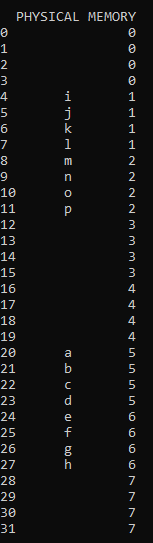 PHYSICAL MEMORY
0 0
1 0
2 0
3 0
4 i 1
5 j 1
6 k 1
7 l 1
8 m 2
9 n 2
10 o 2
11 p 2
12 3
13 3
14 3
15 3
16 4
17 4
18 4
19 4
20 a 5
21 b 5
22 c 5
23 d 5
24 e 6
25 f 6
26 g 6
27 h 6
28 7
29 7
30 7
31 7